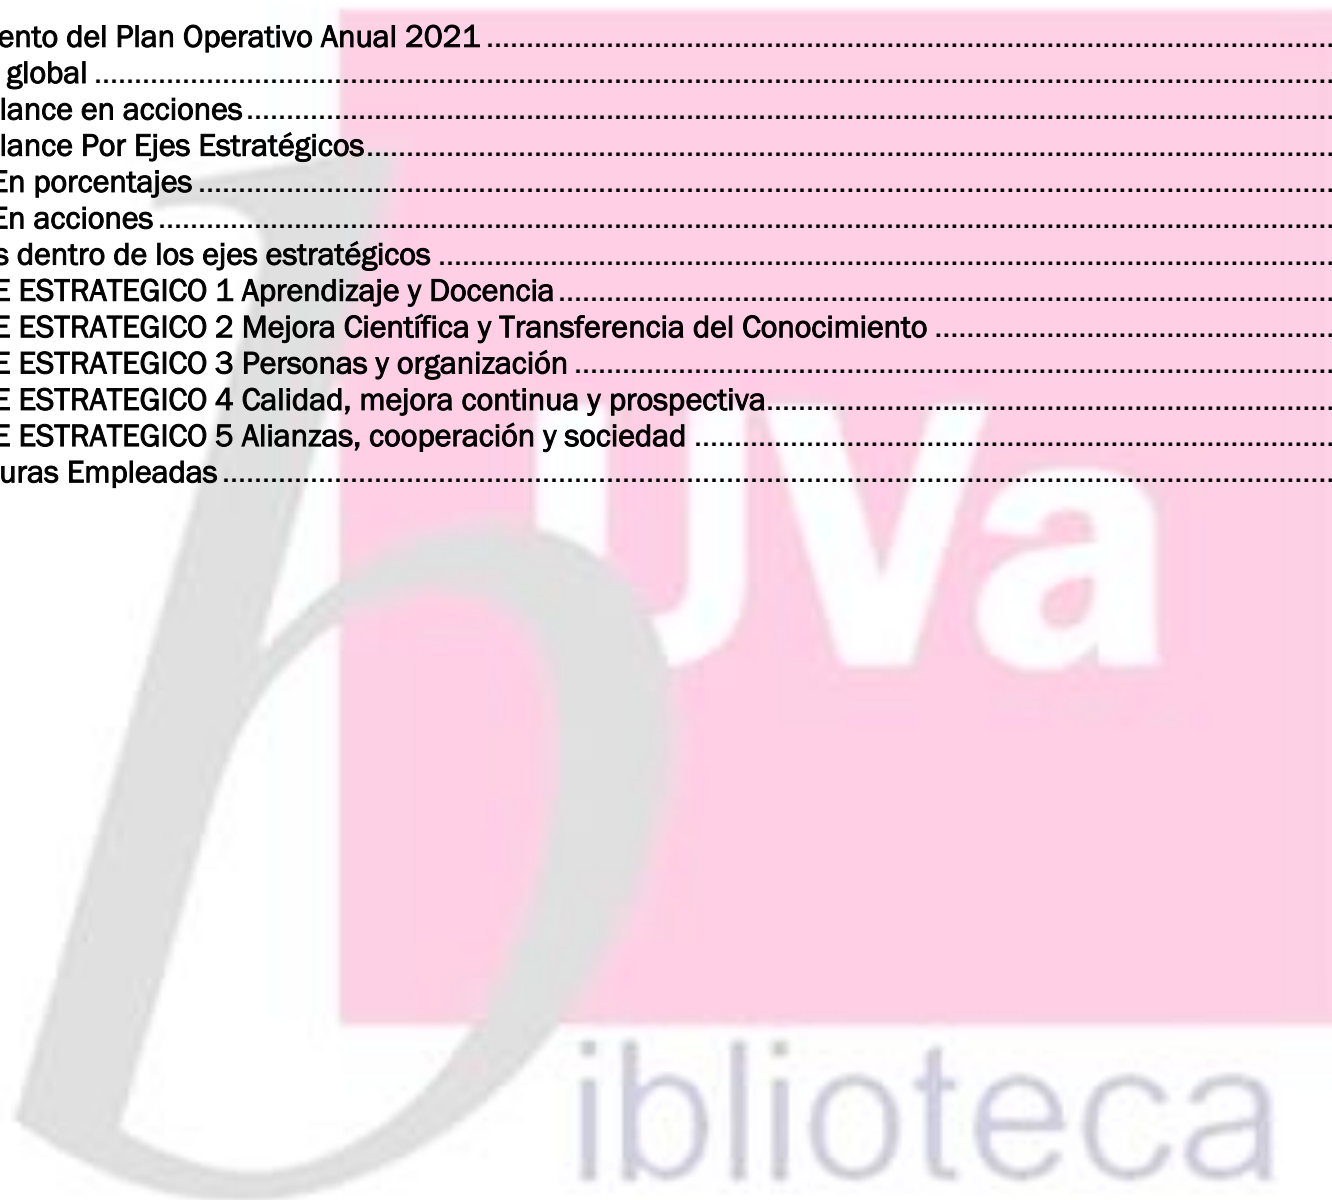 ento del Plan Operativo Anual 2021
global
lance en acciones
lance Por Ejes Estratégicos
En porcentajes
En acciones
s dentro de los ejes estratégicos
E ESTRATEGICO 1 Aprendizaje y Docencia
E ESTRATEGICO 2 Mejora Científica y Transferencia del Conocimiento
E ESTRATEGICO 3 Personas y organización
E ESTRATEGICO 4 Calidad, mejora continua y prospectiva
E ESTRATEGICO 5 Alianzas, cooperación y sociedad
uras Empleadas
UVa
biblioteca